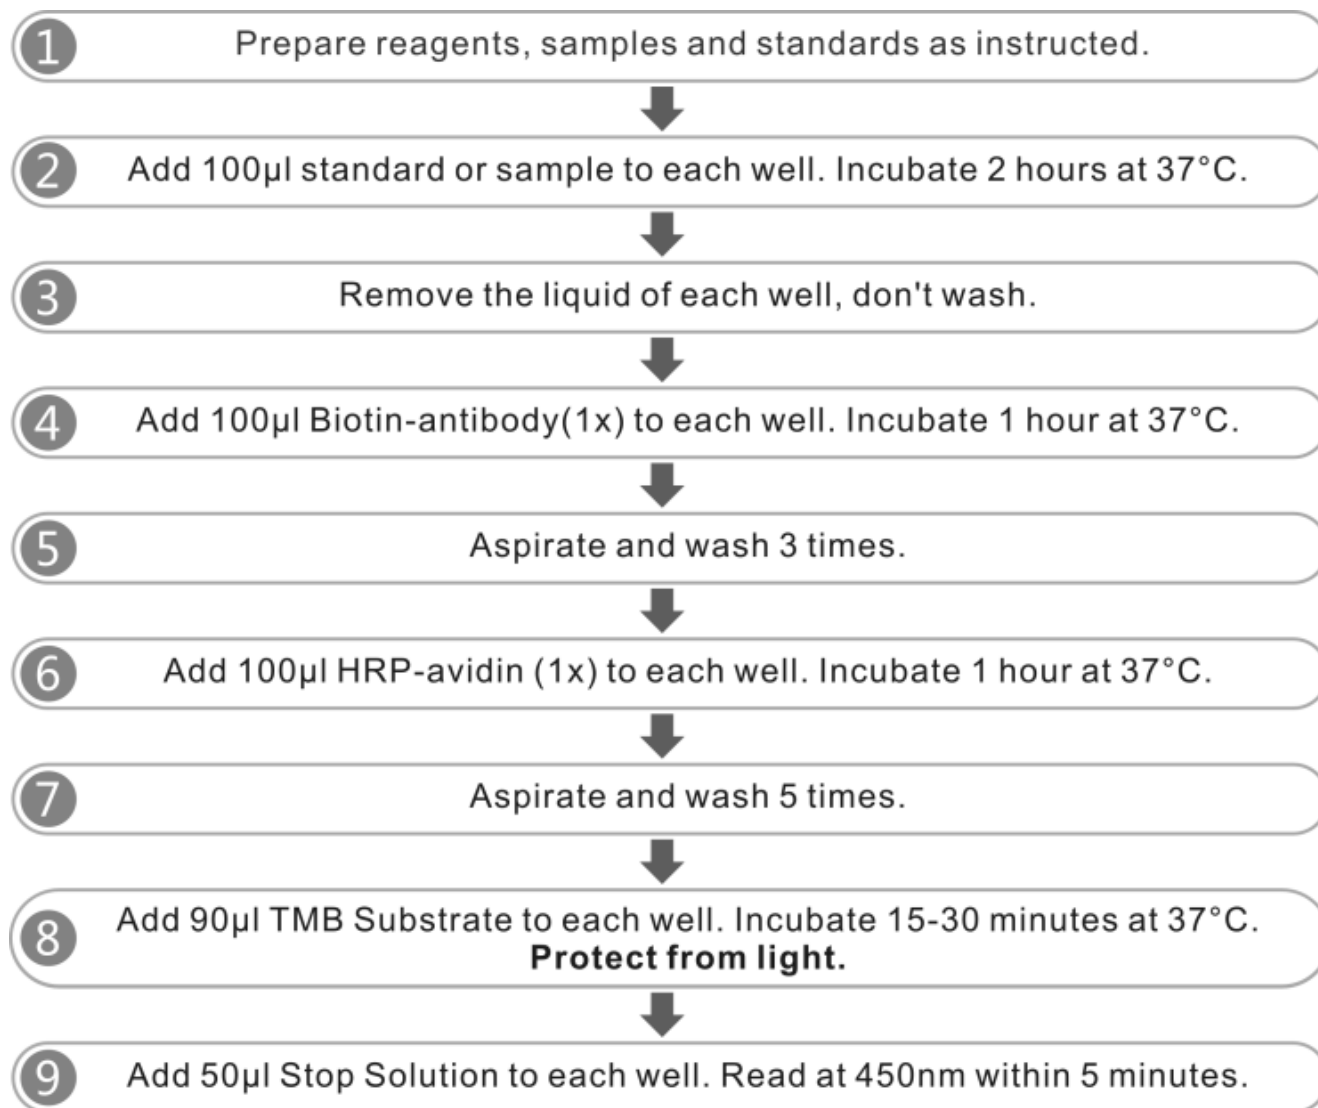 1 Prepare reagents, samples and standards as instructed.
2 Add 100µl standard or sample to each well. Incubate 2 hours at 37°C.
3 Remove the liquid of each well, don't wash.
4 Add 100µl Biotin-antibody(1x) to each well. Incubate 1 hour at 37°C.
5 Aspirate and wash 3 times.
6 Add 100µl HRP-avidin (1x) to each well. Incubate 1 hour at 37°C.
7 Aspirate and wash 5 times.
8 Add 90µl TMB Substrate to each well. Incubate 15-30 minutes at 37°C.
Protect from light.
9 Add 50µl Stop Solution to each well. Read at 450nm within 5 minutes.